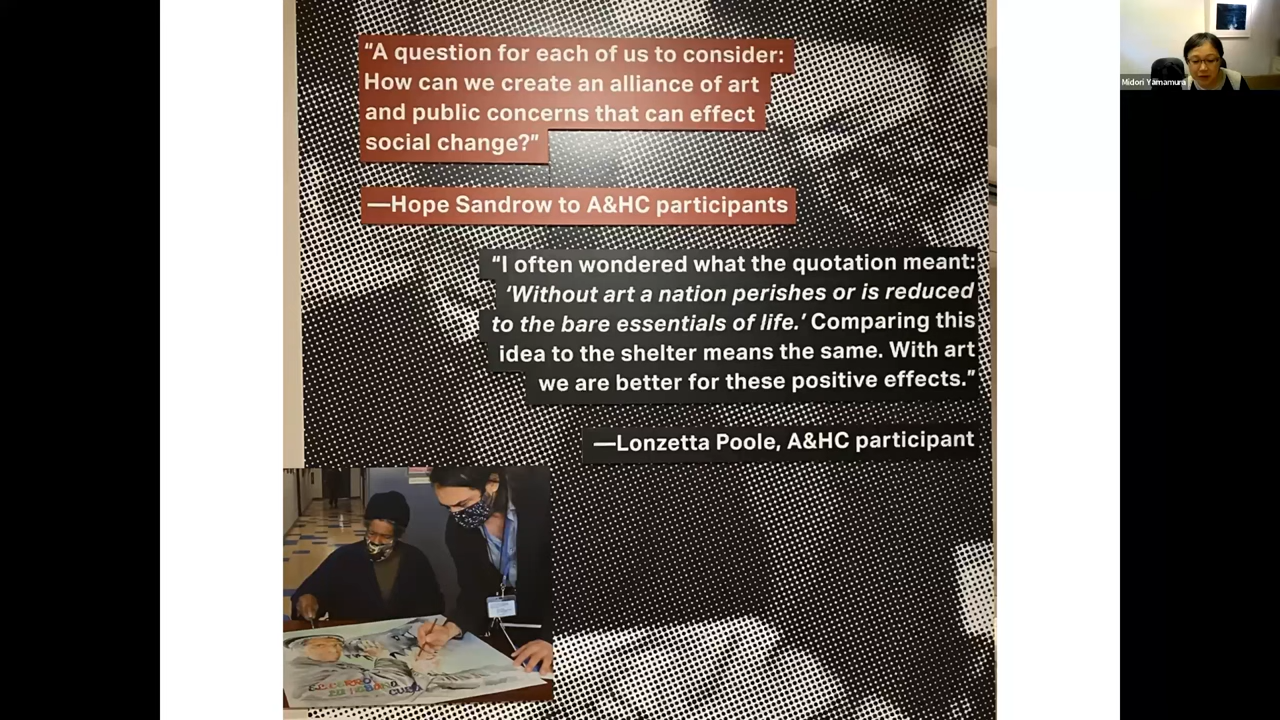 “A question for each of us to consider:
How can we create an alliance of art
and public concerns that can effect
social change?”
—Hope Sandrow to A&HC participants
“I often wondered what the quotation meant:
‘Without art a nation perishes or is reduced
to the bare essentials of life.’ Comparing this
idea to the shelter means the same. With art
we are better for these positive effects.”
—Lonzetta Poole, A&HC participant
Midori Yamamura
CUBA